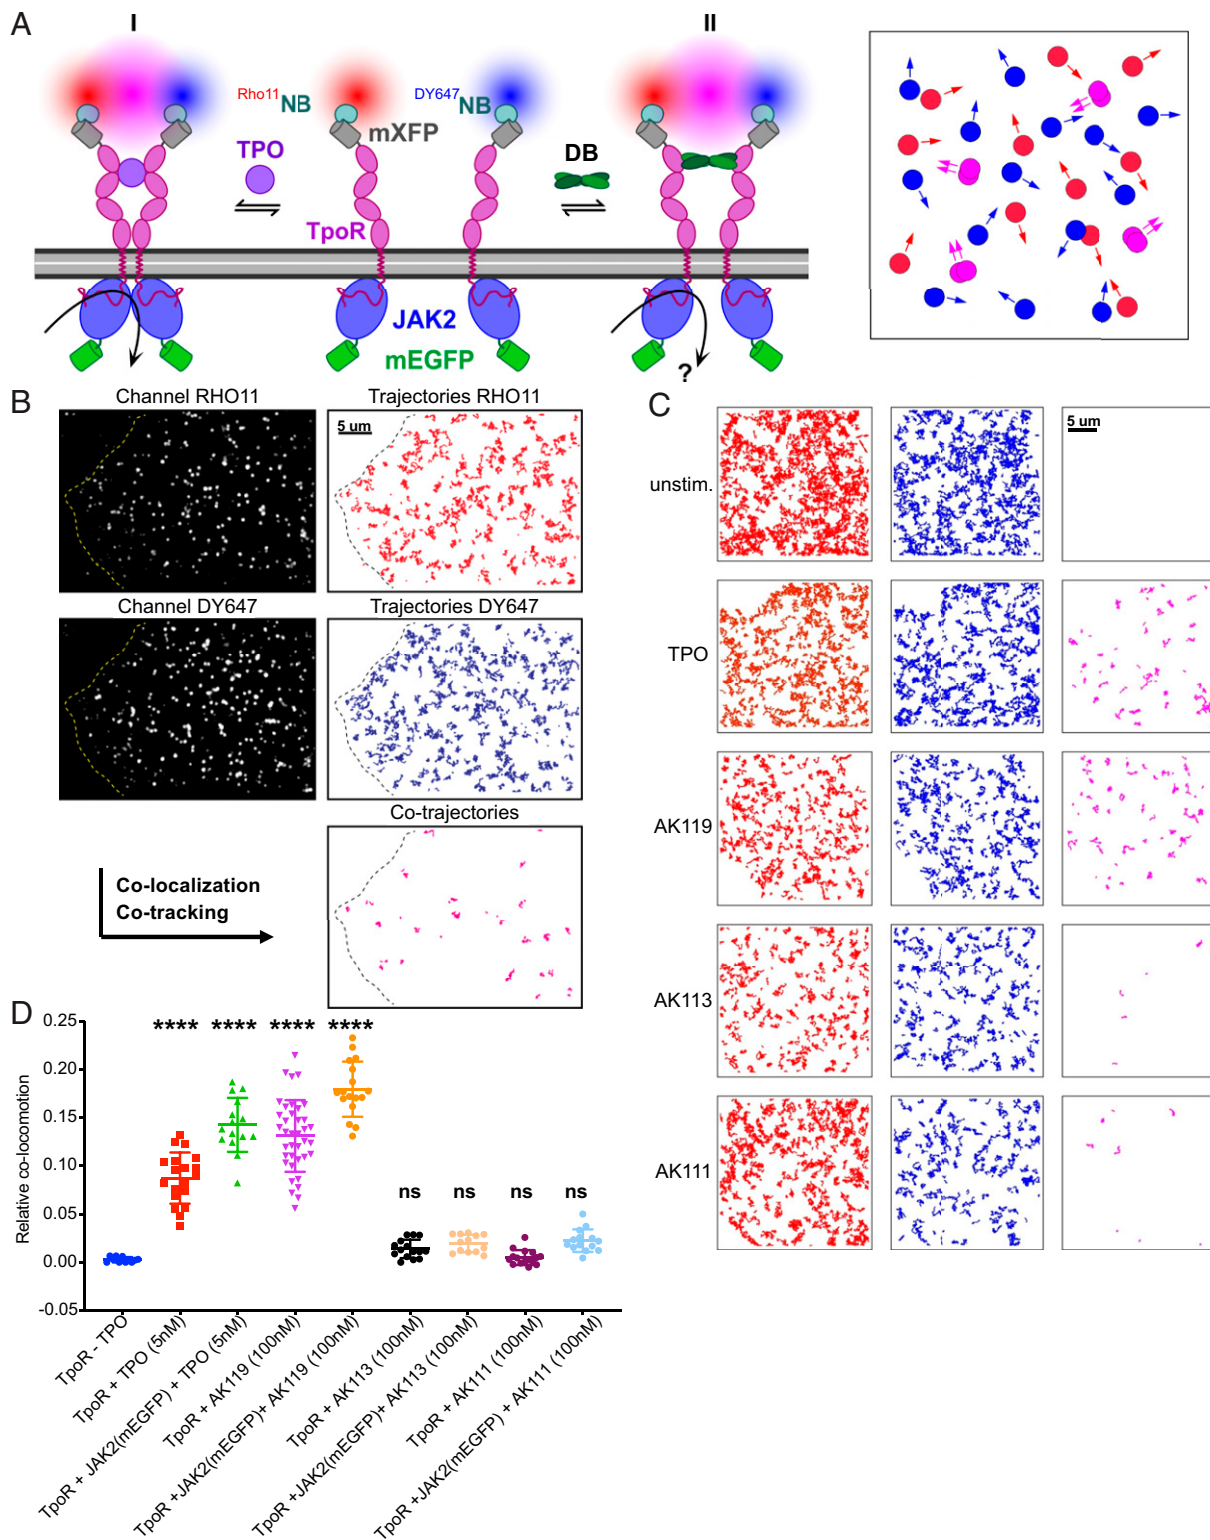 A
I
II
Rho11NB
DY647NB
mXFP
TPO
DB
TpoR
JAK2
mEGFP
?
B
Channel RHO11
Trajectories RHO11
5 um
Channel DY647
Trajectories DY647
Co-trajectories
Co-localization
Co-tracking
C
5 um
unstim.
TPO
AK119
AK113
AK111
D
Relative co-locomotion
0.25
0.20
0.15
0.10
0.05
0.00
-0.05
**** **** **** ****
ns ns ns ns
TpoR - TPO
TpoR + TPO (5nM)
TpoR + JAK2(mEGFP) + TPO (5nM)
TpoR + AK119 (100nM)
TpoR +JAK2(mEGFP)+ AK119 (100nM)
TpoR + AK113 (100nM)
TpoR +JAK2(mEGFP)+ AK113 (100nM)
TpoR + AK111 (100nM)
TpoR +JAK2(mEGFP) + AK111 (100nM)